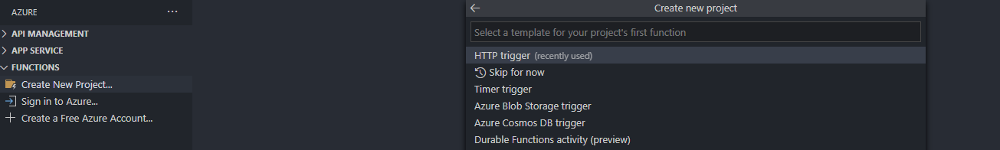 AZURE ...
API MANAGEMENT
APP SERVICE
FUNCTIONS
Create New Project...
Sign in to Azure...
Create a Free Azure Account...
Create new project
Select a template for your project's first function
HTTP trigger (recently used)
Skip for now
Timer trigger
Azure Blob Storage trigger
Azure Cosmos DB trigger
Durable Functions activity (preview)